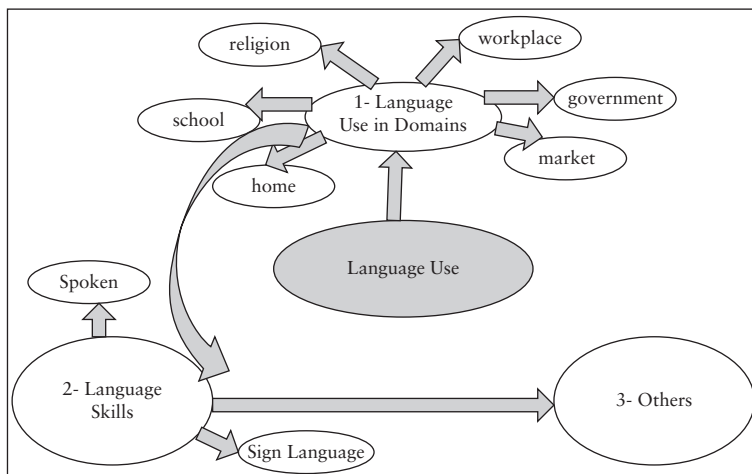 religion
workplace
1- Language
Use in Domains
government
school
market
home
Language Use
Spoken
2- Language
Skills
3- Others
Sign Language